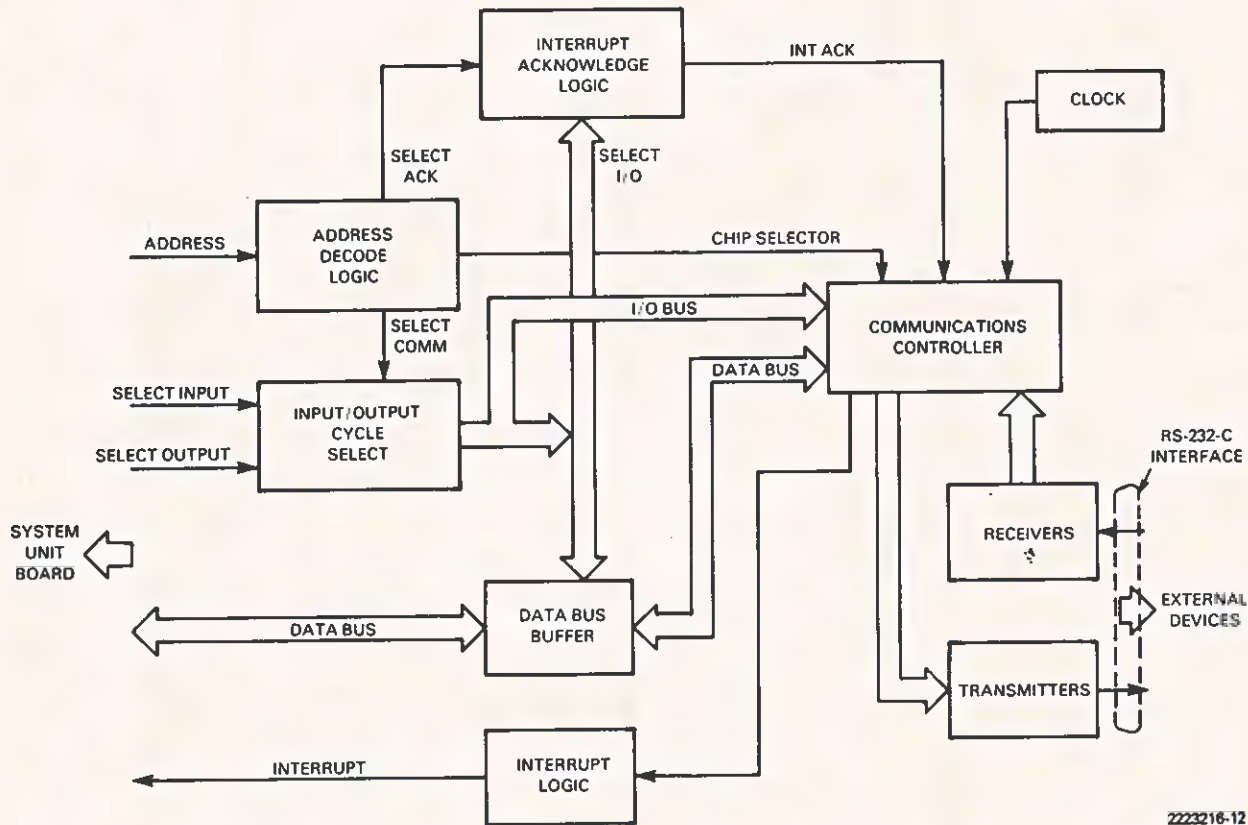 INTERRUPT
ACKNOWLEDGE
LOGIC
INT ACK
CLOCK
SELECT
ACK
SELECT
I/O
ADDRESS
ADDRESS
DECODE
LOGIC
CHIP SELECTOR
I/O BUS
SELECT
COMM
COMMUNICATIONS
CONTROLLER
DATA BUS
SELECT INPUT
SELECT OUTPUT
INPUT/OUTPUT
CYCLE
SELECT
RS-232-C
INTERFACE
RECEIVERS
SYSTEM
UNIT
BOARD
DATA BUS
DATA BUS
BUFFER
EXTERNAL
DEVICES
TRANSMITTERS
INTERRUPT
INTERRUPT
LOGIC
2223216-12